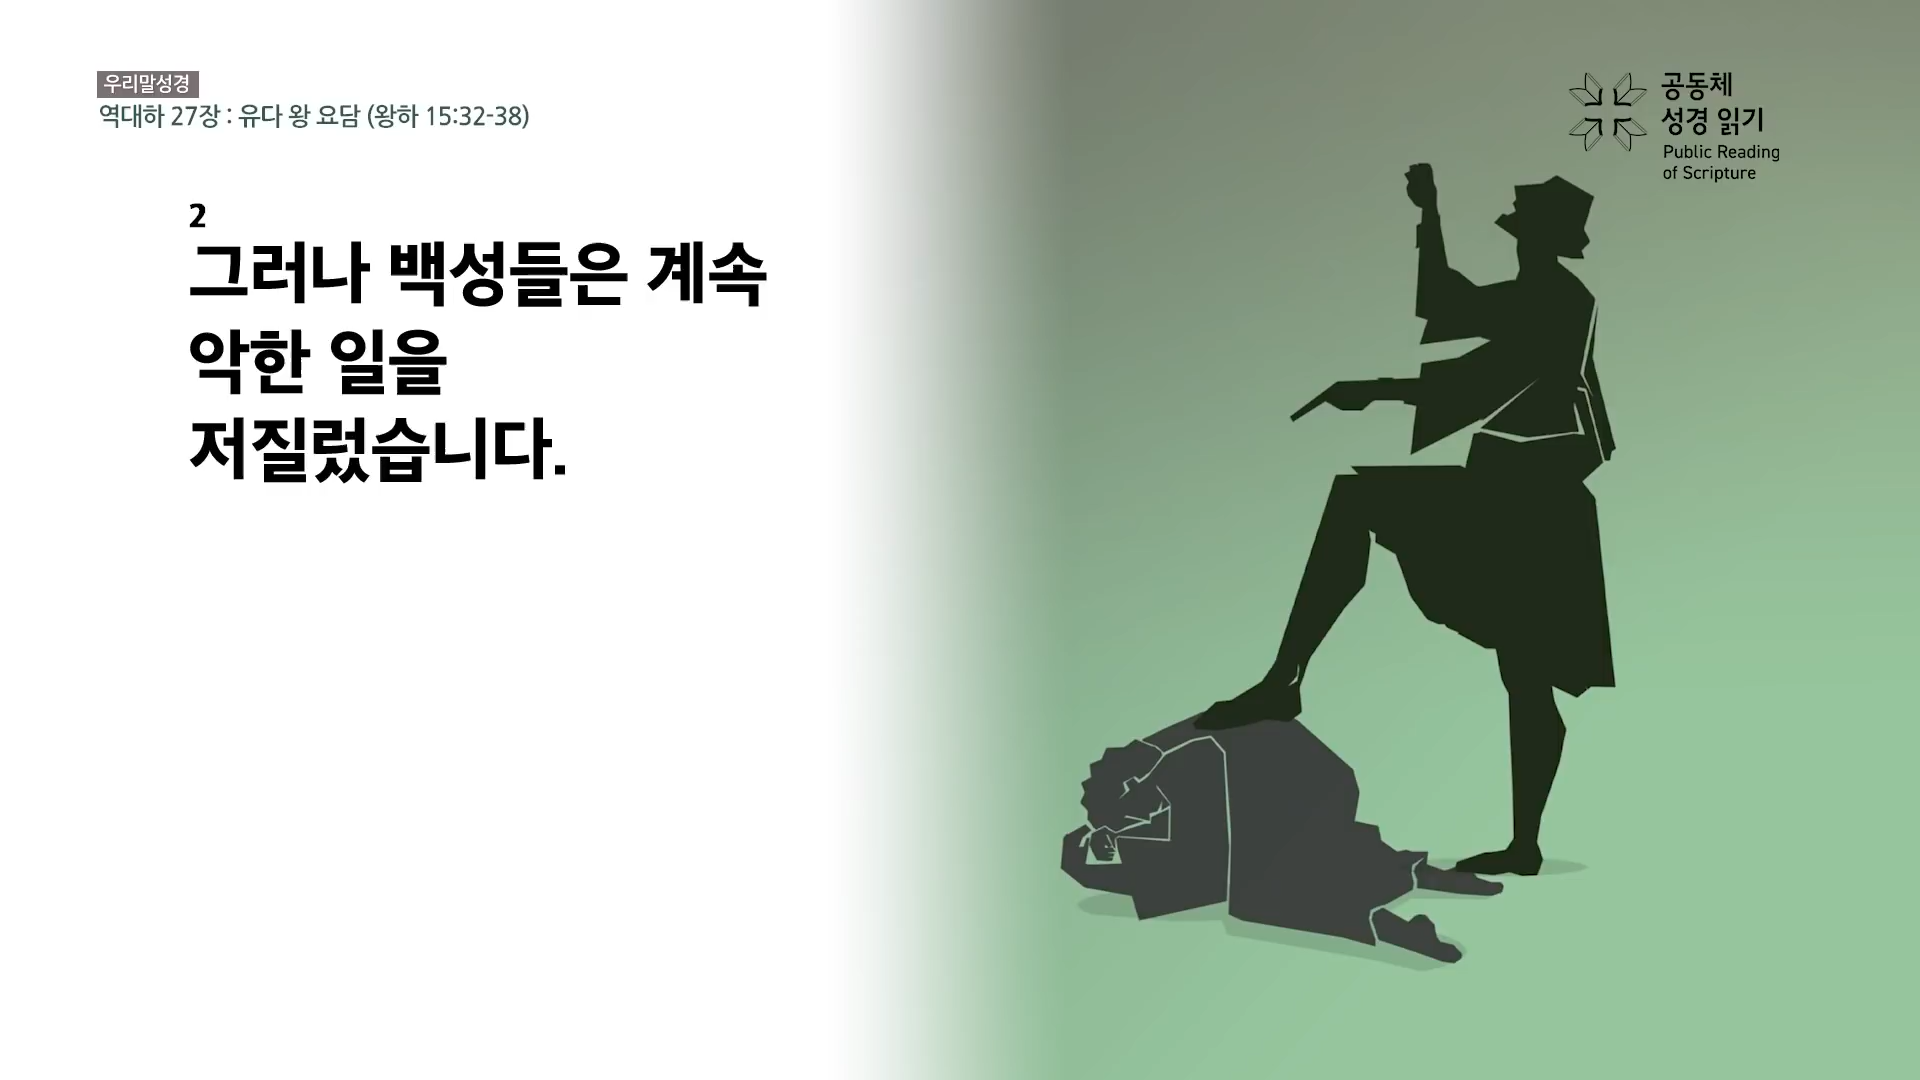 우리말성경
역대하 27장 : 유다 왕 요담 (왕하 15:32-38)
공동체
성경 읽기
Public Reading
of Scripture
2
그러나 백성들은 계속
악한 일을
저질렀습니다.